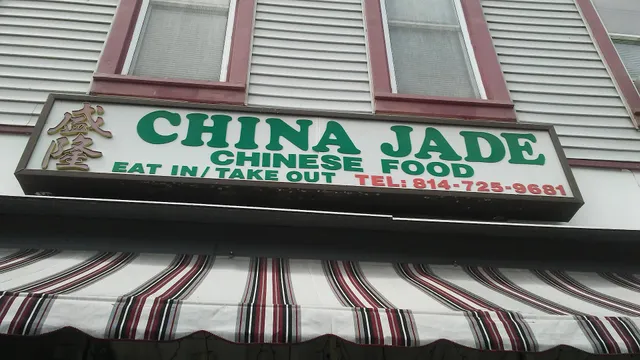 盛隆
CHINA JADE
CHINESE FOOD
EAT IN/TAKE OUT TEL: 814-725-9681